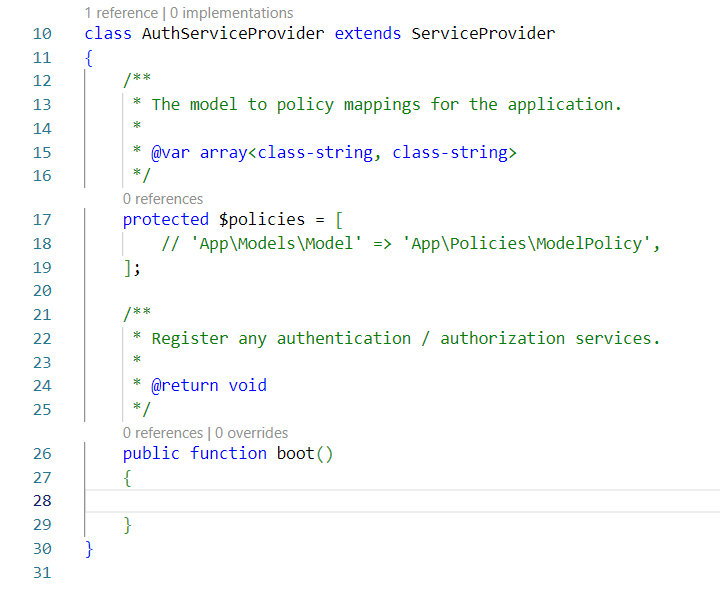 1 reference | 0 implementations
10 class AuthServiceProvider extends ServiceProvider
11 {
12 /**
13 * The model to policy mappings for the application.
14 *
15 * @var array<class-string, class-string>
16 */
0 references
17 protected $policies = [
18 // 'App\Models\Model' => 'App\Policies\ModelPolicy',
19 ];
20
21 /**
22 * Register any authentication / authorization services.
23 *
24 * @return void
25 */
0 references | 0 overrides
26 public function boot()
27 {
28
29 }
30 }
31